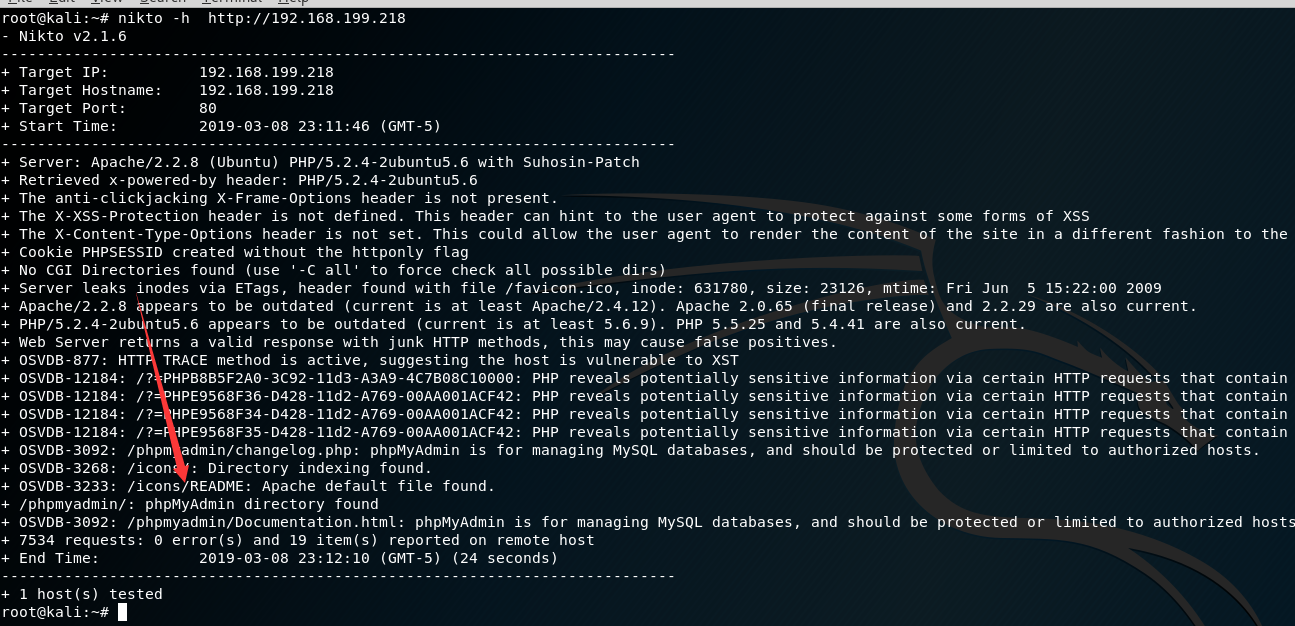 File Edit View Search Terminal Help
root@kali:~# nikto -h  http://192.168.199.218
- Nikto v2.1.6
---------------------------------------------------------------------------
+ Target IP:          192.168.199.218
+ Target Hostname:    192.168.199.218
+ Target Port:        80
+ Start Time:         2019-03-08 23:11:46 (GMT-5)
---------------------------------------------------------------------------
+ Server: Apache/2.2.8 (Ubuntu) PHP/5.2.4-2ubuntu5.6 with Suhosin-Patch
+ Retrieved x-powered-by header: PHP/5.2.4-2ubuntu5.6
+ The anti-clickjacking X-Frame-Options header is not present.
+ The X-XSS-Protection header is not defined. This header can hint to the user agent to protect against some forms of XSS
+ The X-Content-Type-Options header is not set. This could allow the user agent to render the content of the site in a different fashion to the
+ Cookie PHPSESSID created without the httponly flag
+ No CGI Directories found (use '-C all' to force check all possible dirs)
+ Server leaks inodes via ETags, header found with file /favicon.ico, inode: 631780, size: 23126, mtime: Fri Jun  5 15:22:00 2009
+ Apache/2.2.8 appears to be outdated (current is at least Apache/2.4.12). Apache 2.0.65 (final release) and 2.2.29 are also current.
+ PHP/5.2.4-2ubuntu5.6 appears to be outdated (current is at least 5.6.9). PHP 5.5.25 and 5.4.41 are also current.
+ Web Server returns a valid response with junk HTTP methods, this may cause false positives.
+ OSVDB-877: HTTP TRACE method is active, suggesting the host is vulnerable to XST
+ OSVDB-12184: /?=PHPB8B5F2A0-3C92-11d3-A3A9-4C7B08C10000: PHP reveals potentially sensitive information via certain HTTP requests that contain
+ OSVDB-12184: /?=PHPE9568F36-D428-11d2-A769-00AA001ACF42: PHP reveals potentially sensitive information via certain HTTP requests that contain
+ OSVDB-12184: /?=PHPE9568F34-D428-11d2-A769-00AA001ACF42: PHP reveals potentially sensitive information via certain HTTP requests that contain
+ OSVDB-12184: /?=PHPE9568F35-D428-11d2-A769-00AA001ACF42: PHP reveals potentially sensitive information via certain HTTP requests that contain
+ OSVDB-3092: /phpmyadmin/changelog.php: phpMyAdmin is for managing MySQL databases, and should be protected or limited to authorized hosts.
+ OSVDB-3268: /icons/: Directory indexing found.
+ OSVDB-3233: /icons/README: Apache default file found.
+ /phpmyadmin/: phpMyAdmin directory found
+ OSVDB-3092: /phpmyadmin/Documentation.html: phpMyAdmin is for managing MySQL databases, and should be protected or limited to authorized hosts
+ 7534 requests: 0 error(s) and 19 item(s) reported on remote host
+ End Time:           2019-03-08 23:12:10 (GMT-5) (24 seconds)
---------------------------------------------------------------------------
+ 1 host(s) tested
root@kali:~#